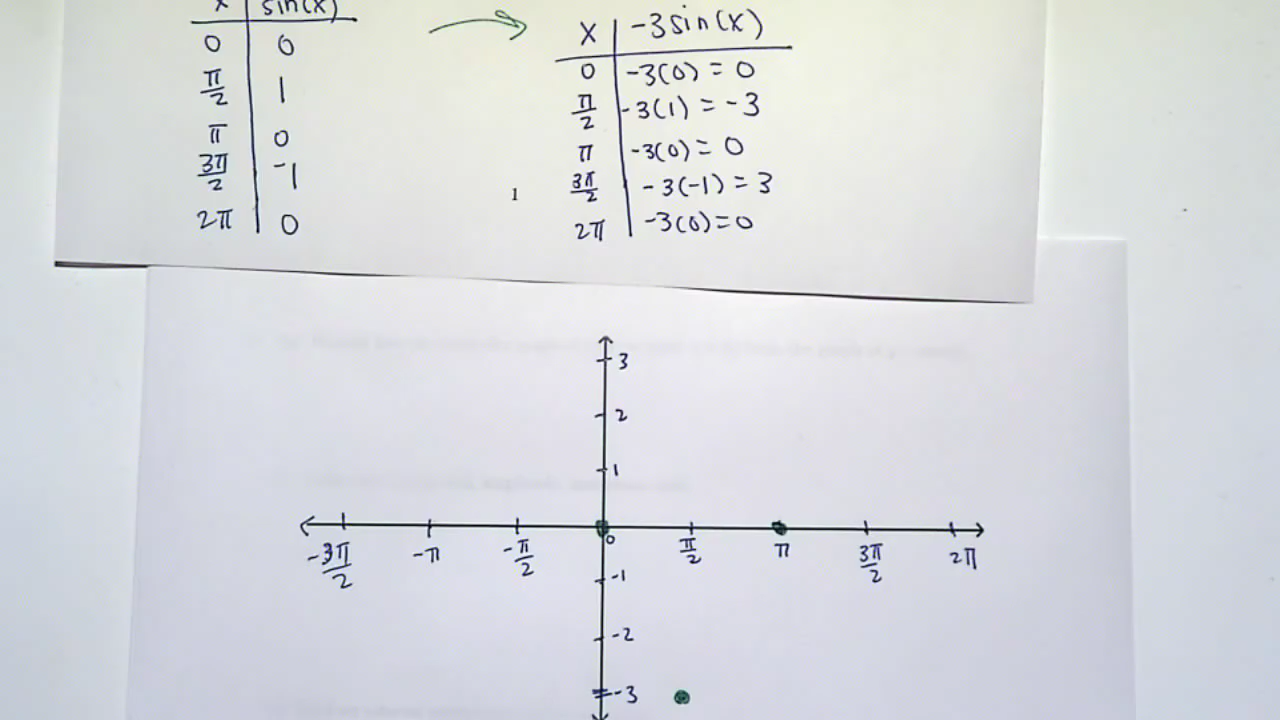 x | sin(x)
0 | 0
π/2 | 1
π | 0
3π/2 | -1
2π | 0
1
x | -3sin(x)
0 | -3(0) = 0
π/2 | -3(1) = -3
π | -3(0) = 0
3π/2 | -3(-1) = 3
2π | -3(0)=0
3
2
1
-3π/2 -π -π/2 0 π/2 π 3π/2 2π
-1
-2
-3